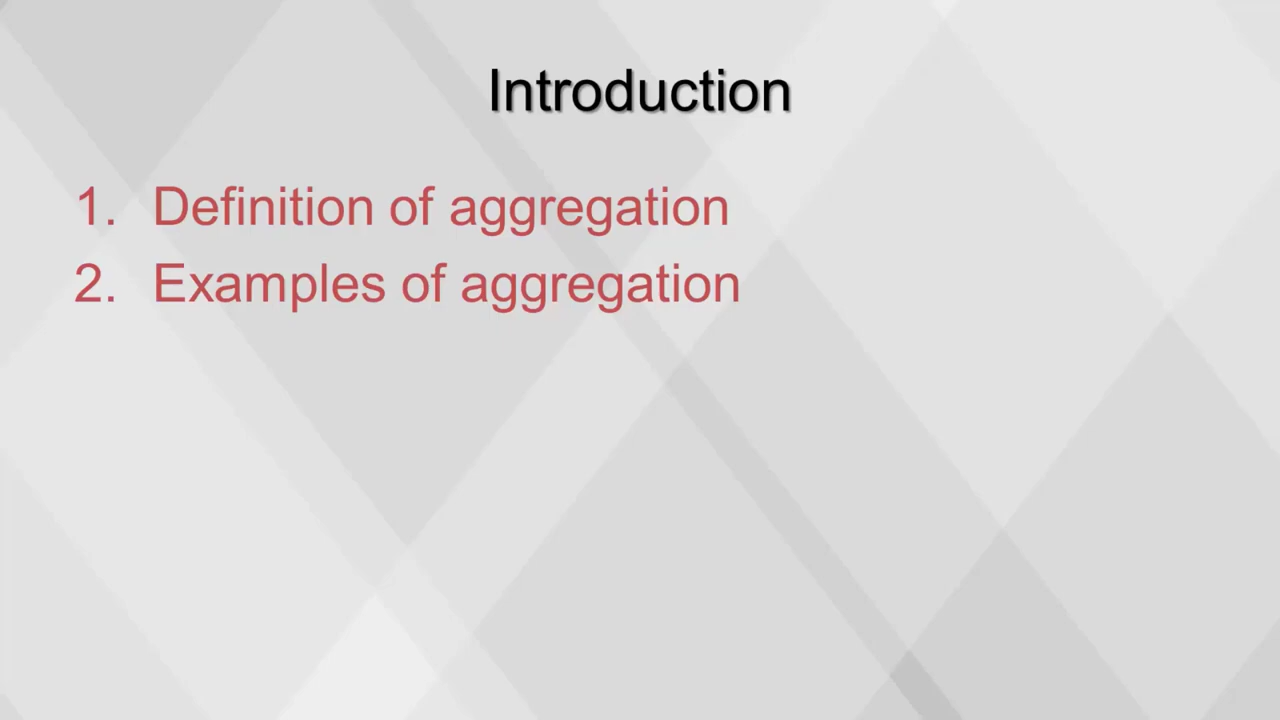 Introduction
1. Definition of aggregation
2. Examples of aggregation